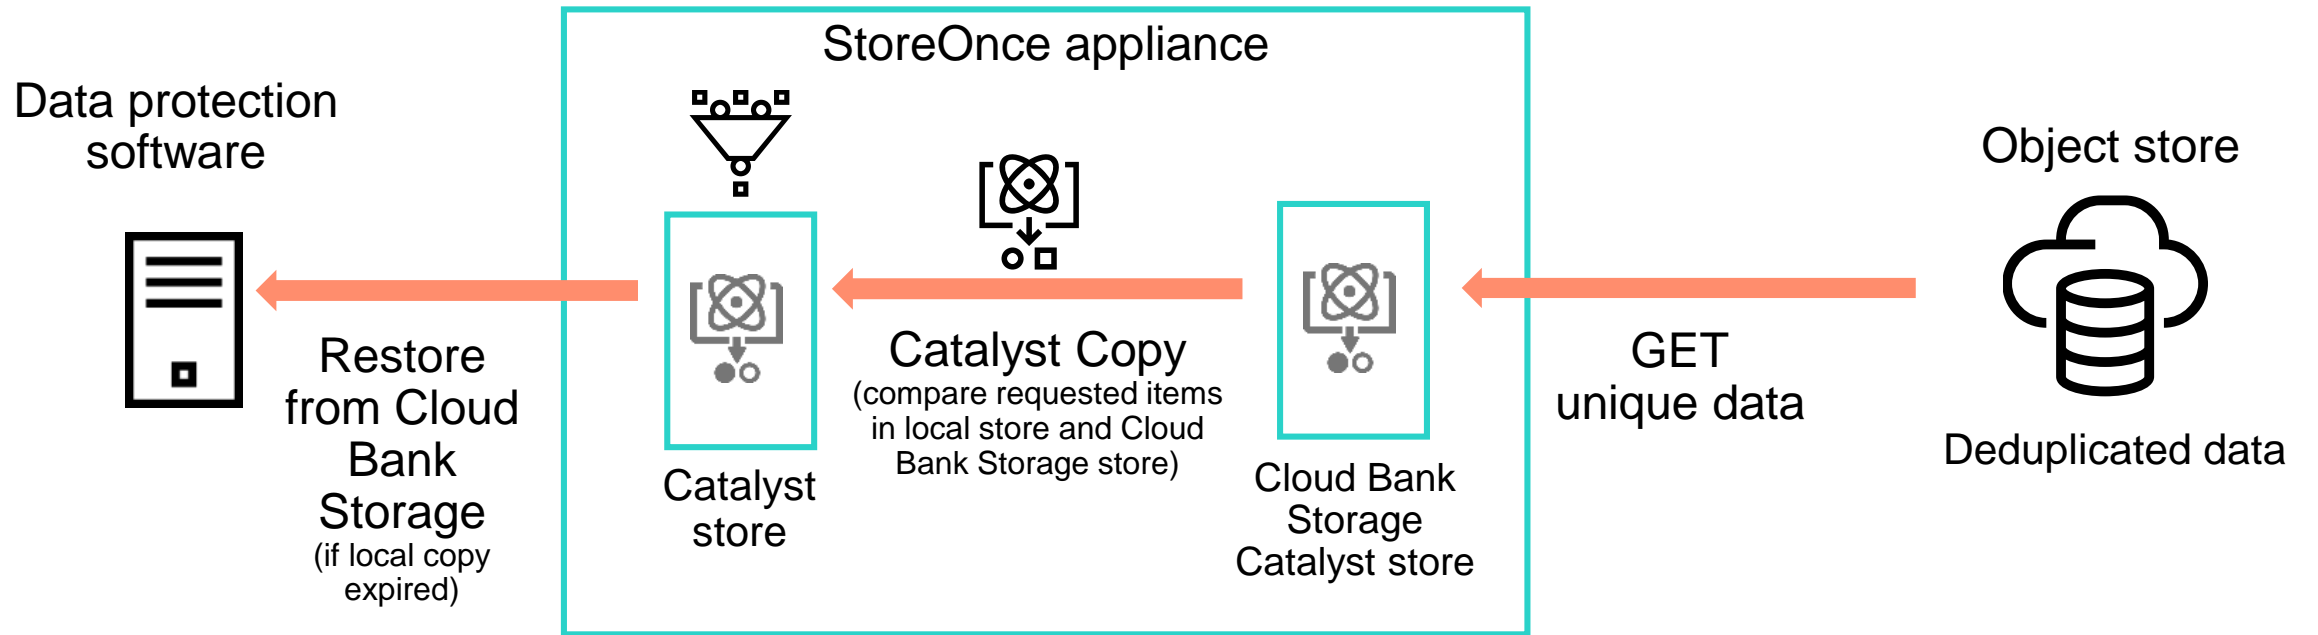 StoreOnce appliance
Data protection
software
Object store
Restore
from Cloud
Bank
Storage
(if local copy
expired)
Catalyst
store
Catalyst Copy
(compare requested items
in local store and Cloud
Bank Storage store)
Cloud Bank
Storage
Catalyst store
GET
unique data
Deduplicated data